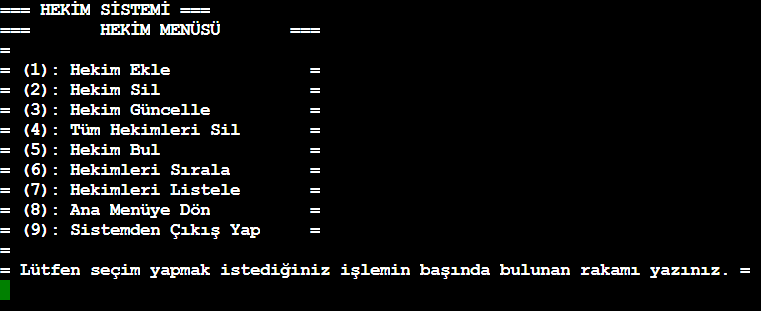 === HEKİM SİSTEMİ ===
===       HEKİM MENÜSÜ       ===
=
= (1): Hekim Ekle              =
= (2): Hekim Sil               =
= (3): Hekim Güncelle          =
= (4): Tüm Hekimleri Sil       =
= (5): Hekim Bul               =
= (6): Hekimleri Sırala        =
= (7): Hekimleri Listele       =
= (8): Ana Menüye Dön          =
= (9): Sistemden Çıkış Yap     =
=
= Lütfen seçim yapmak istediğiniz işlemin başında bulunan rakamı yazınız. =